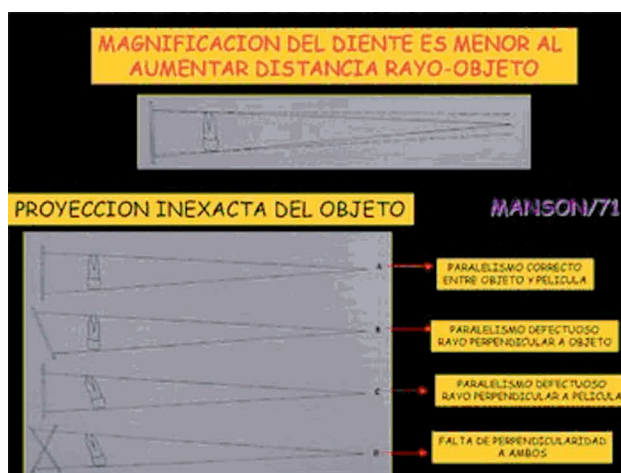 MAGNIFICACION DEL DIENTE ES MENOR AL
AUMENTAR DISTANCIA RAYO-OBJETO
PROYECCION INEXACTA DEL OBJETO
MANSON/71
A
PARALELISMO CORRECTO
ENTRE OBJETO Y PELICULA
B
PARALELISMO DEFECTUOSO
RAYO PERPENDICULAR A OBJETO
C
PARALELISMO DEFECTUOSO
RAYO PERPENDICULAR A PELICULA
D
FALTA DE PERPENDICULARIDAD
A AMBOS